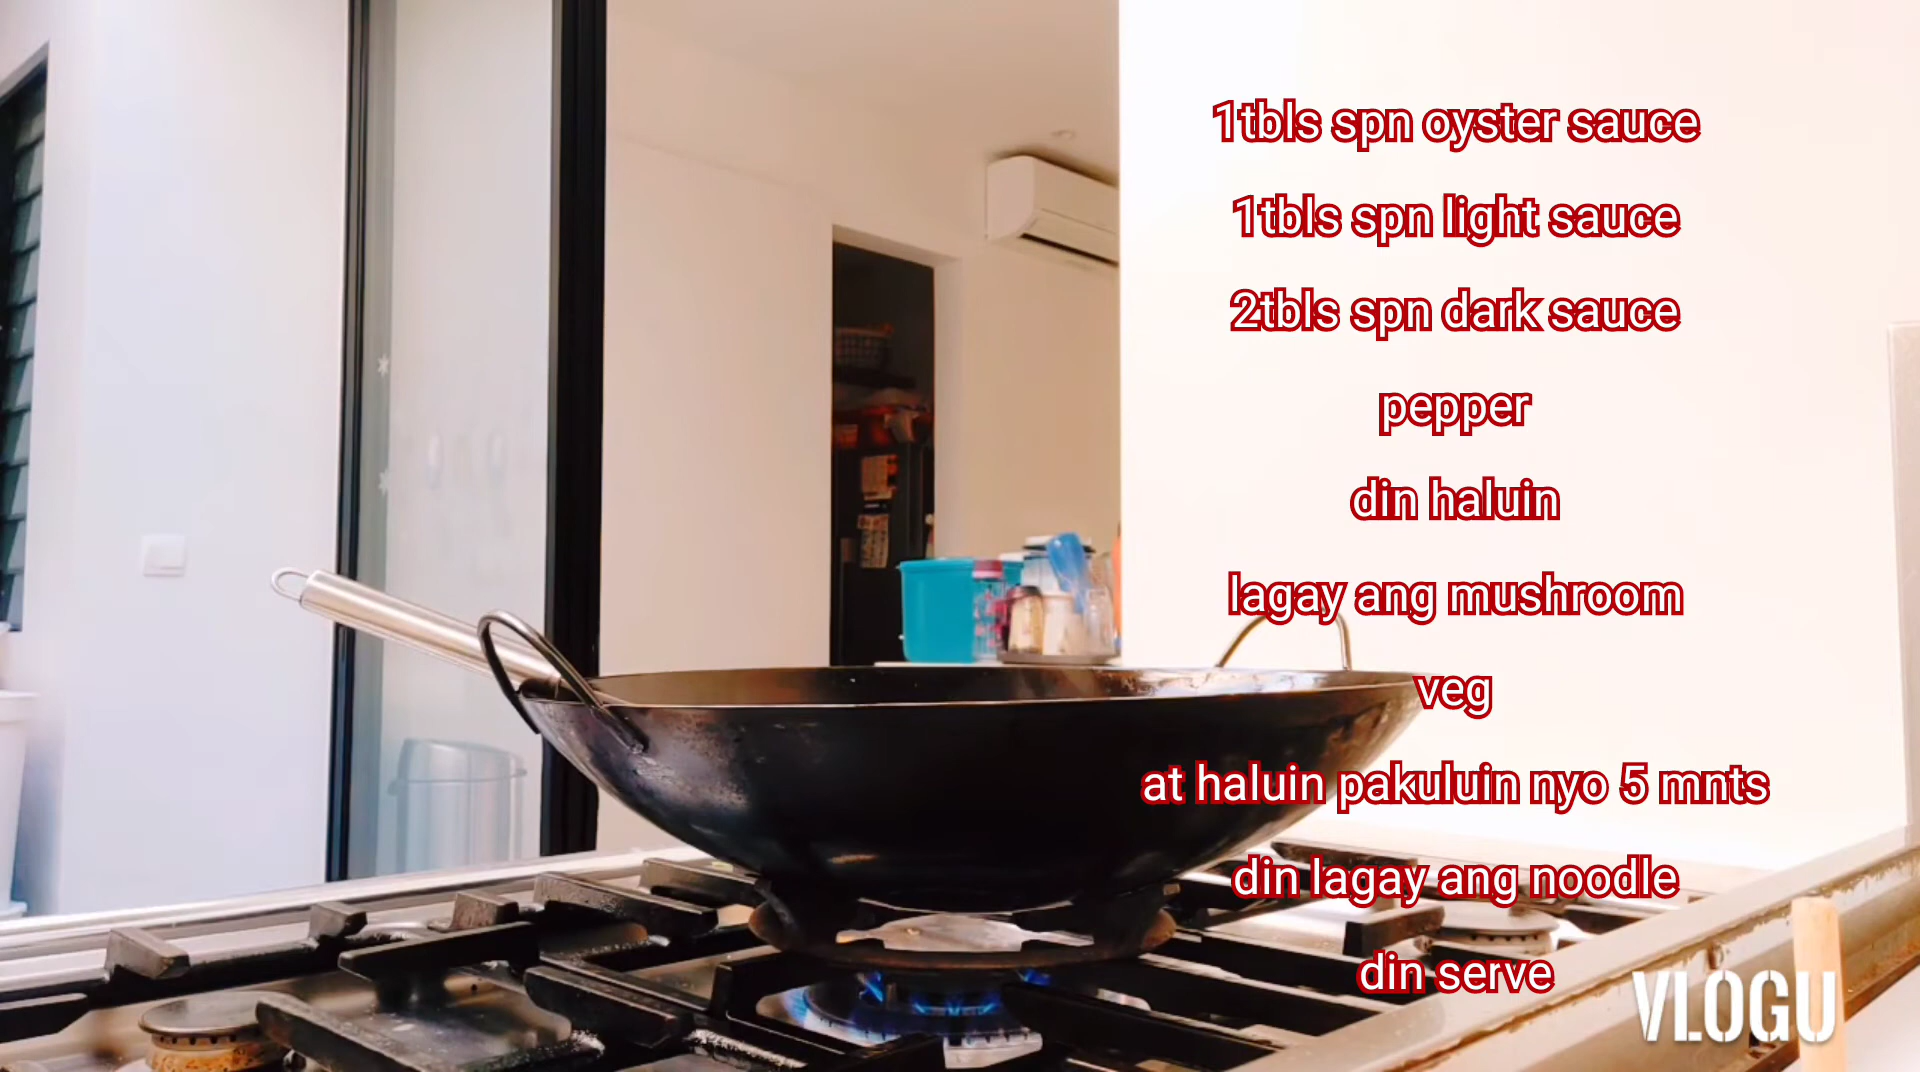 1tbls spn oyster sauce
1tbls spn light sauce
2tbls spn dark sauce
pepper
din haluin
lagay ang mushroom
veg
at haluin pakuluin nyo 5 mnts
din lagay ang noodle
din serve
VLOGU